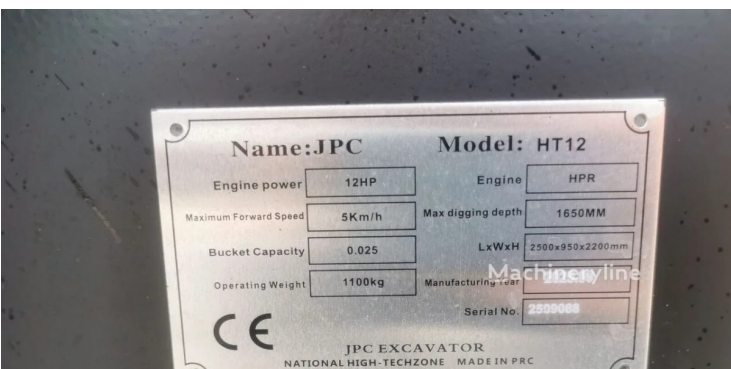 Name:JPC Model: HT12
Engine power 12HP Engine HPR
Maximum Forward Speed 5Km/h Max digging depth 1650MM
Bucket Capacity 0.025 LxWxH 2500x950x2200mm
Operating Weight 1100kg Manufacturing Year
Machineryline
Serial No. 2509068
CE
JPC EXCAVATOR
NATIONAL HIGH-TECHZONE MADE IN PRC